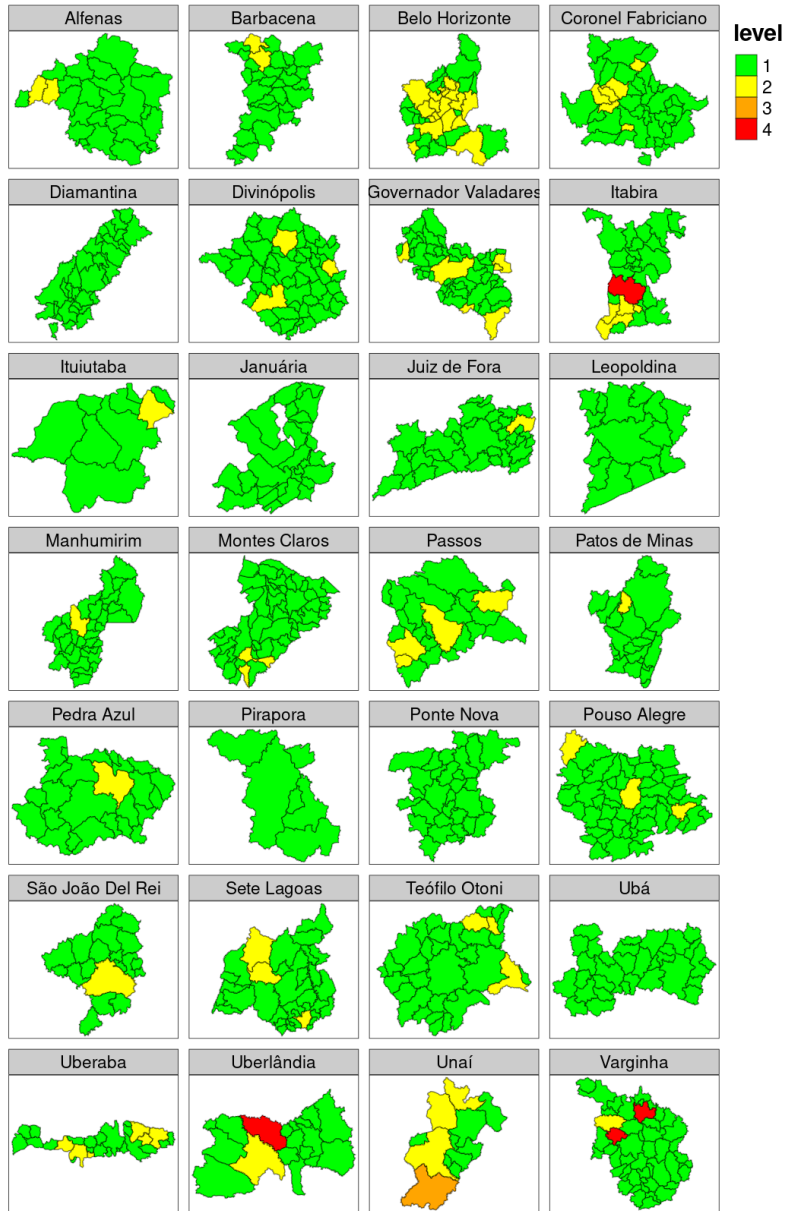 Alfenas
Barbacena
Belo Horizonte
Coronel Fabriciano
level
1
2
3
4
Diamantina
Divinópolis
Governador Valadares
Itabira
Ituiutaba
Januária
Juiz de Fora
Leopoldina
Manhumirim
Montes Claros
Passos
Patos de Minas
Pedra Azul
Pirapora
Ponte Nova
Pouso Alegre
São João Del Rei
Sete Lagoas
Teófilo Otoni
Ubá
Uberaba
Uberlândia
Unaí
Varginha